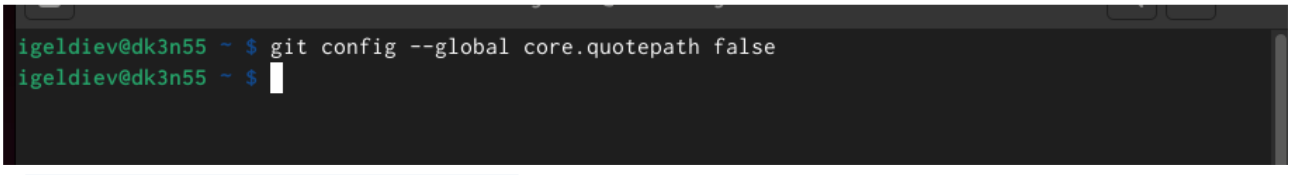 igeldiev@dk3n55 ~ $ git config --global core.quotepath false
igeldiev@dk3n55 ~ $